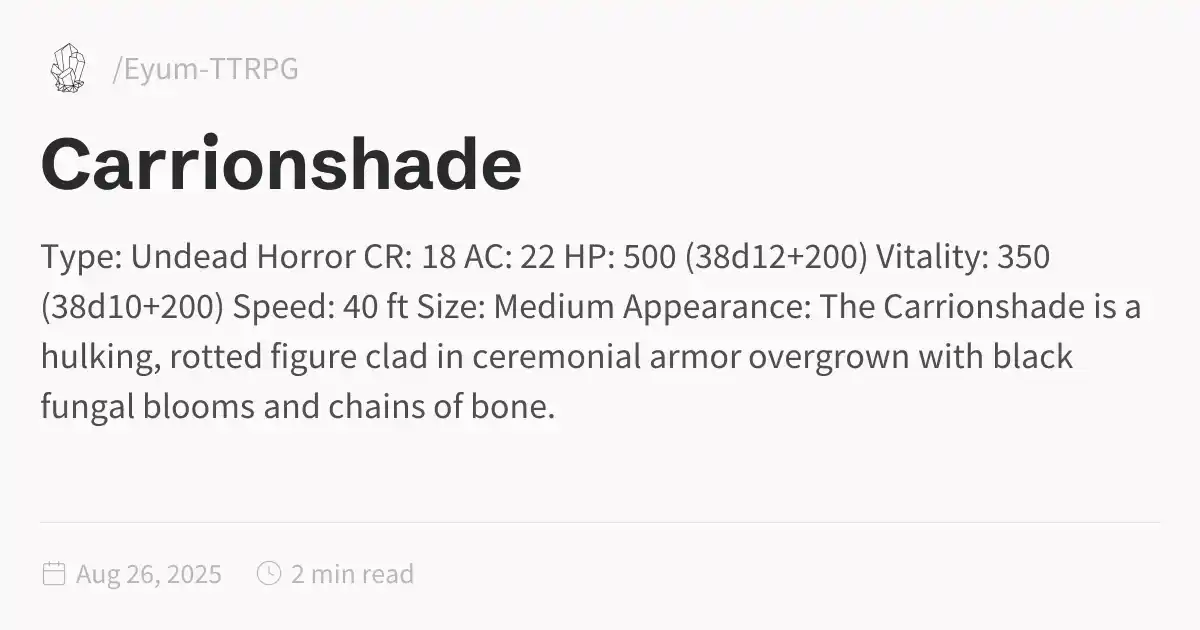 /Eyum-TTRPG
Carrionshade
Type: Undead Horror CR: 18 AC: 22 HP: 500 (38d12+200) Vitality: 350
(38d10+200) Speed: 40 ft Size: Medium Appearance: The Carrionshade is a
hulking, rotted figure clad in ceremonial armor overgrown with black
fungal blooms and chains of bone.
Aug 26, 2025 2 min read